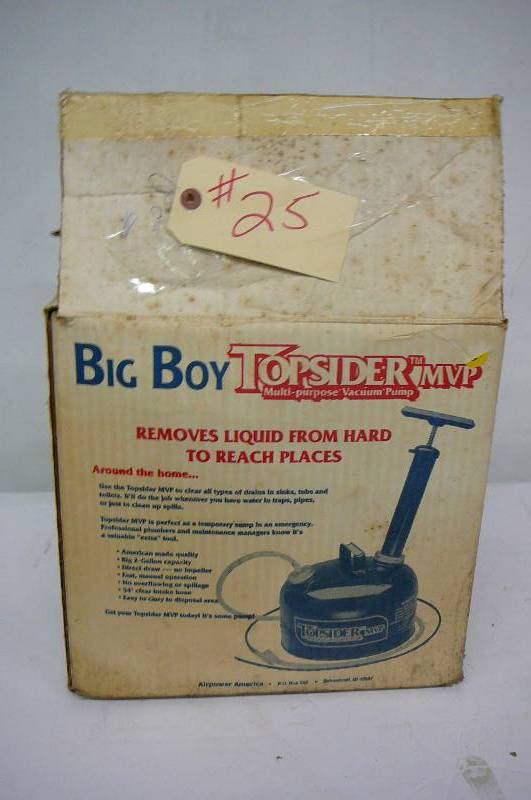 # 25
BIG BOY TOPSIDER™ MVP
Multi-purpose Vacuum Pump
REMOVES LIQUID FROM HARD
TO REACH PLACES
Around the home...
Use the Topsider MVP to clear all types of drains in sinks, tubs and
toilets. It'll do the job whenever you have water in traps, pipes,
or just to clean up spills.
Topsider MVP is perfect as a temporary sump in an emergency.
Professional plumbers and maintenance managers know it's
a valuable "extra" tool.
• American made quality
• Big 2-Gallon capacity
• Direct draw — no impeller
• Fast, manual operation
• No overflowing or spillage
• 54" clear intake hose
• Easy to carry to disposal area
Get your Topsider MVP today! It's some pump!
TOPSIDER MVP
Airpower America • P.O. Box